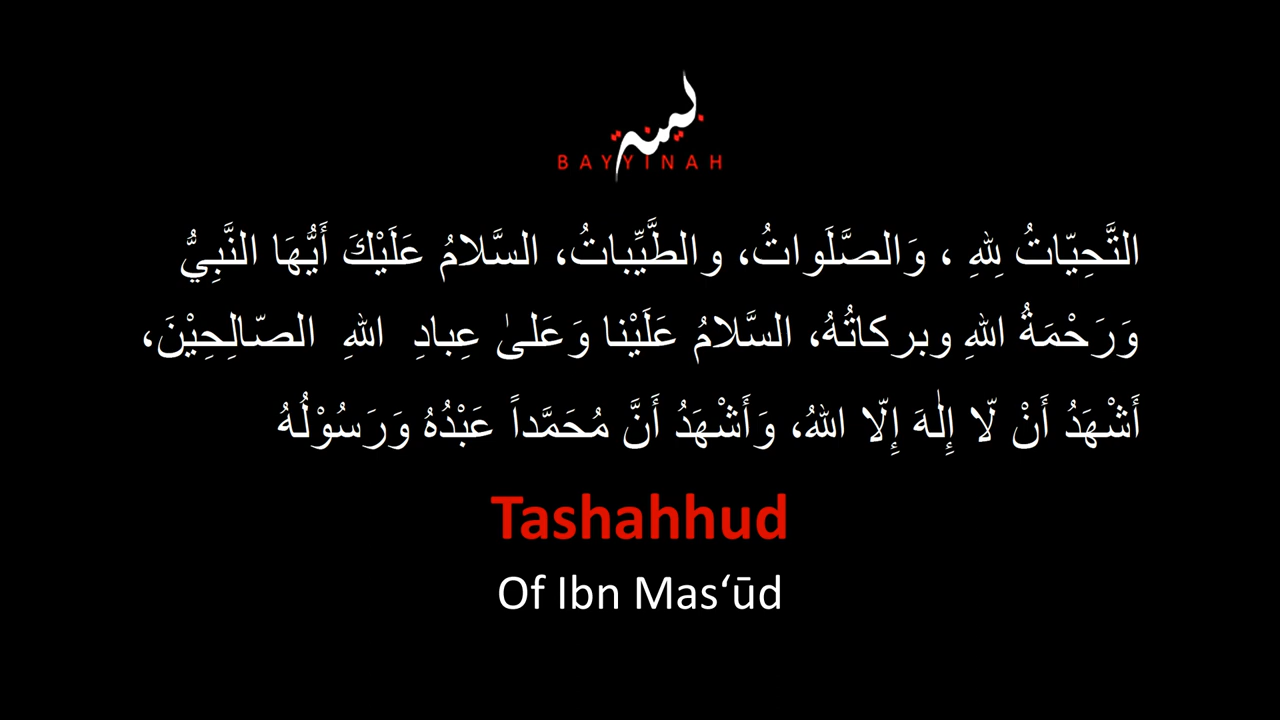 بينة
BAYYINAH
التَّحِيّاتُ لِلهِ ، وَالصَّلَواتُ، والطَّيِّباتُ، السَّلامُ عَلَيْكَ أَيُّهَا النَّبِيُّ
وَرَحْمَةُ اللهِ وبركاتُهُ، السَّلامُ عَلَيْنا وَعَلىٰ عِبادِ اللهِ الصّالِحِيْنَ،
أَشْهَدُ أَنْ لّا إِلٰهَ إِلّا اللهُ، وَأَشْهَدُ أَنَّ مُحَمَّداً عَبْدُهُ وَرَسُوْلُهُ
Tashahhud
Of Ibn Mas‘ūd